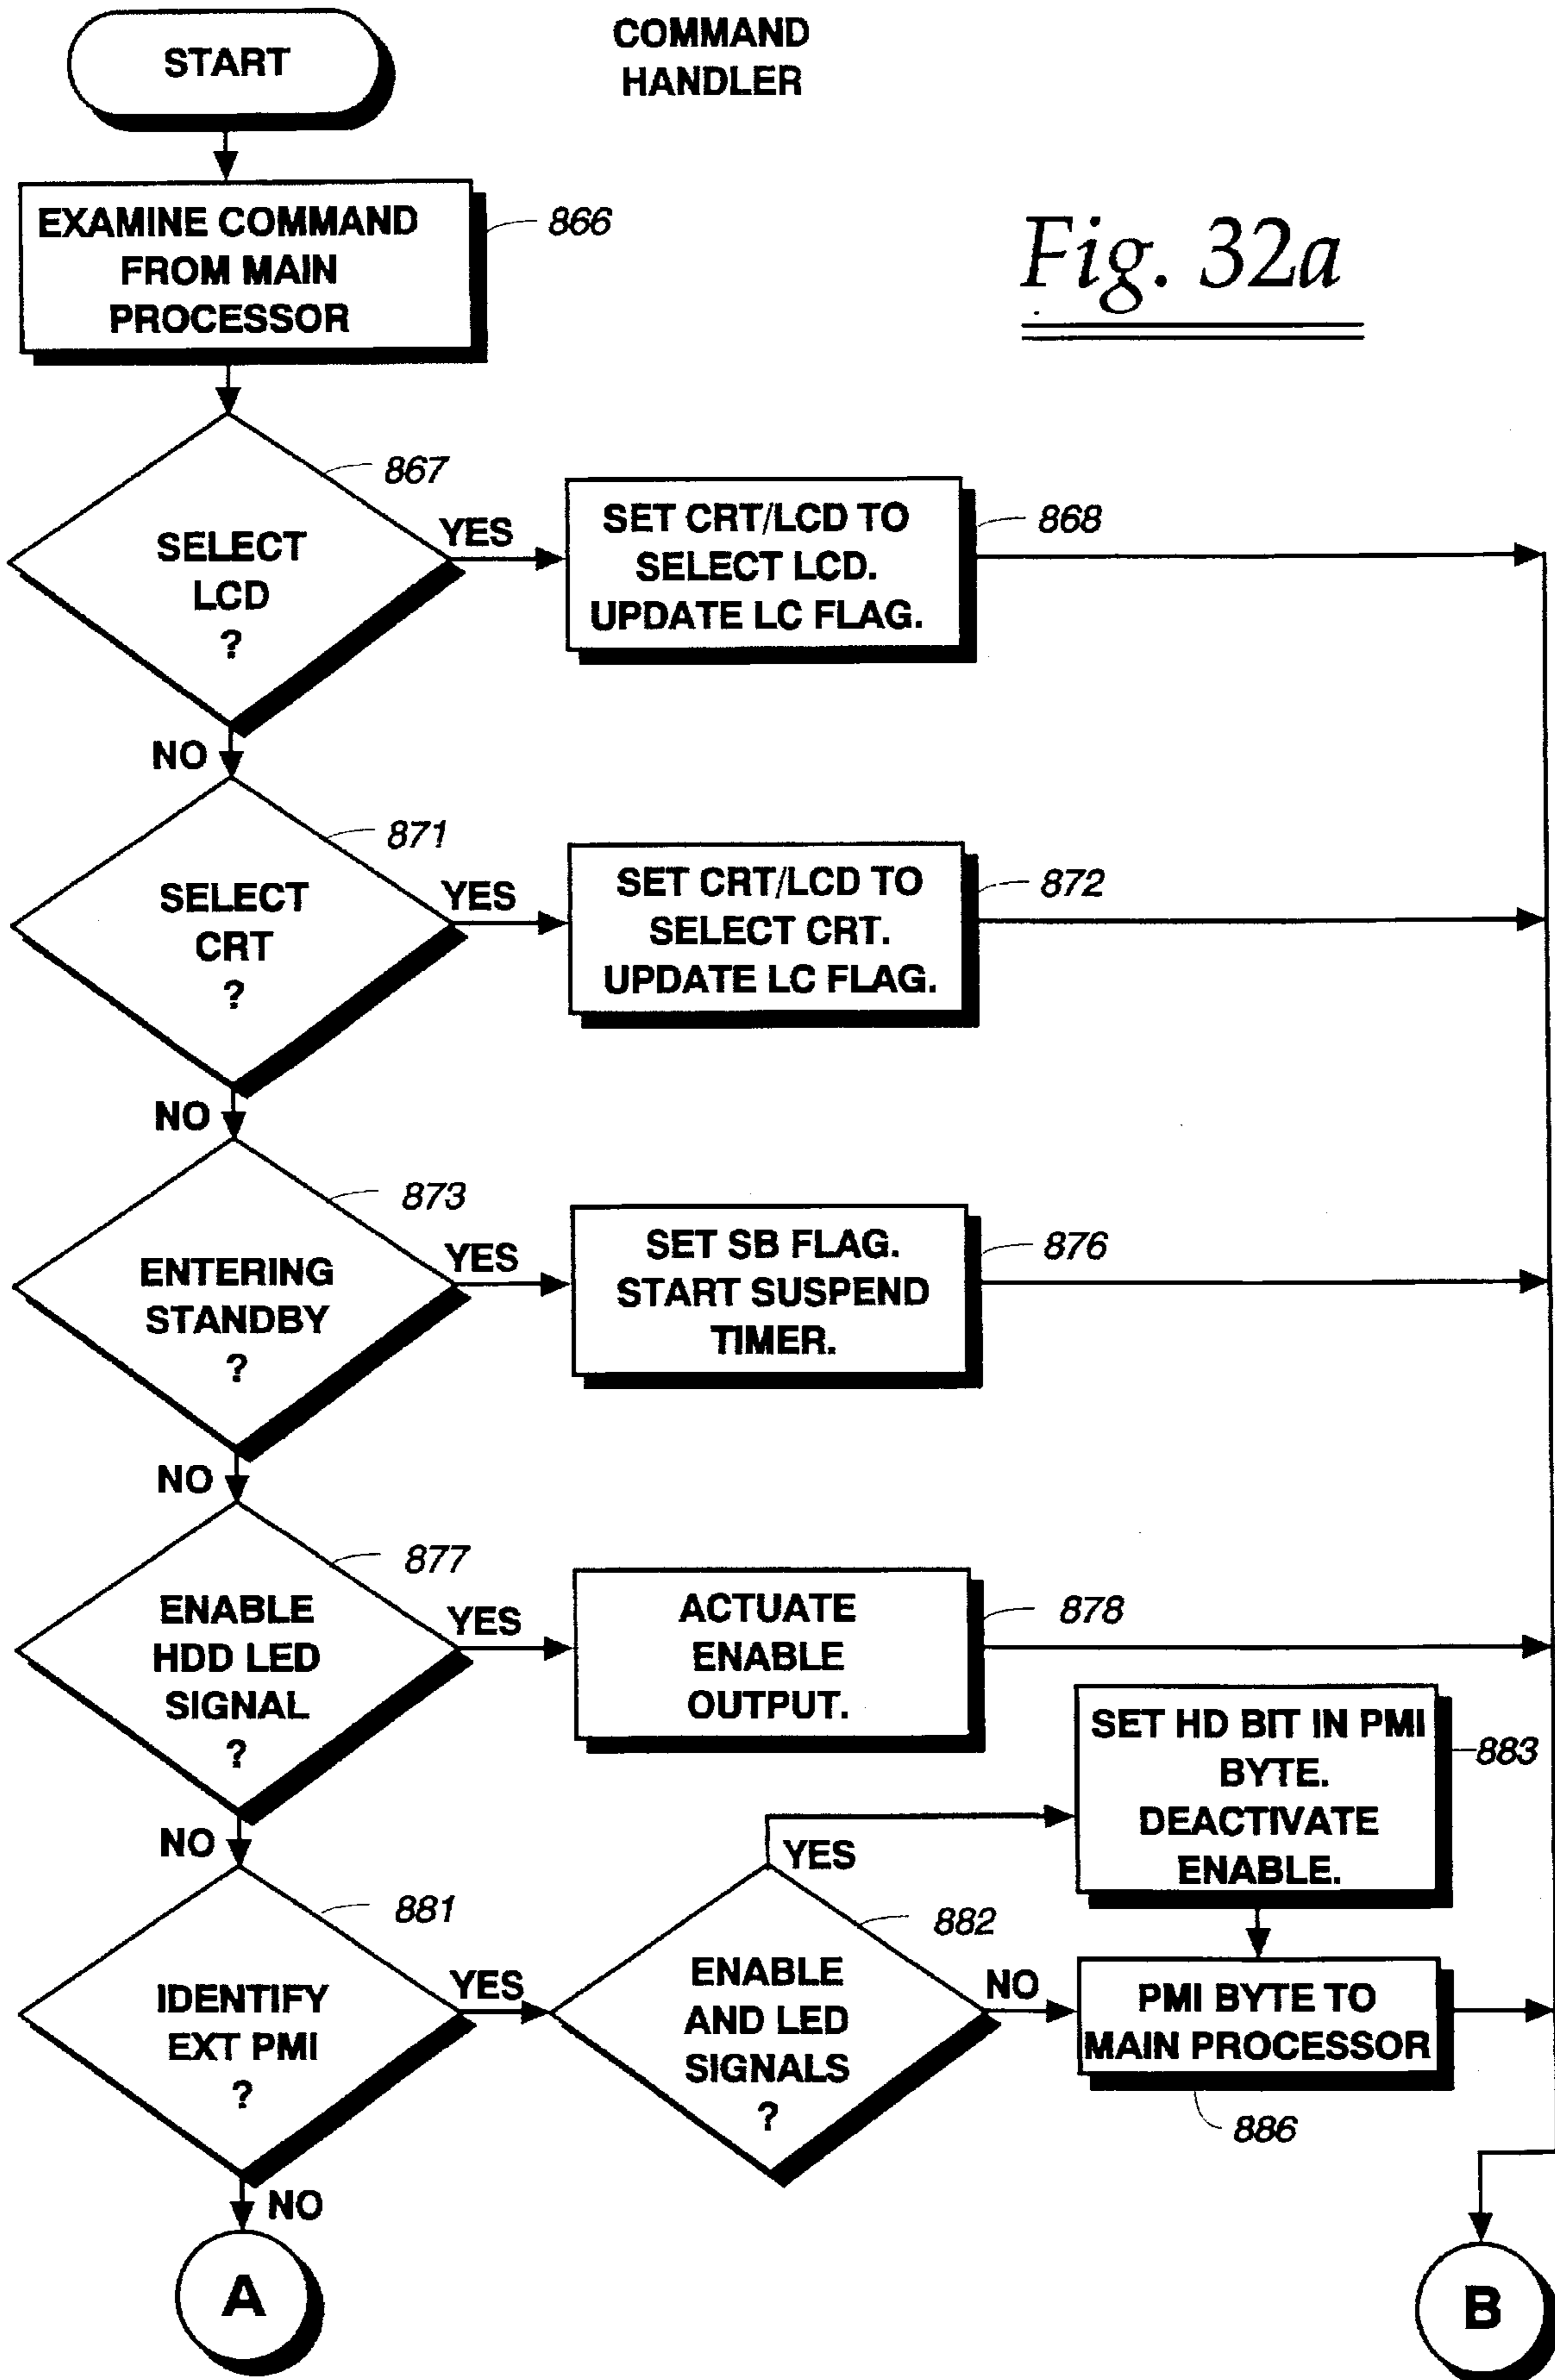 COMMAND
HANDLER
START
Fig. 32a
EXAMINE COMMAND
FROM MAIN
PROCESSOR
866
867
SELECT
LCD
?
YES
SET CRT/LCD TO
SELECT LCD.
UPDATE LC FLAG.
868
NO
871
SELECT
CRT
?
YES
SET CRT/LCD TO
SELECT CRT.
UPDATE LC FLAG.
872
NO
873
ENTERING
STANDBY
?
YES
SET SB FLAG.
START SUSPEND
TIMER.
876
NO
877
ENABLE
HDD LED
SIGNAL
?
YES
ACTUATE
ENABLE
OUTPUT.
878
NO
881
IDENTIFY
EXT PMI
?
YES
882
ENABLE
AND LED
SIGNALS
?
YES
SET HD BIT IN PMI
BYTE.
DEACTIVATE
ENABLE.
883
NO
PMI BYTE TO
MAIN PROCESSOR
886
NO
A
B